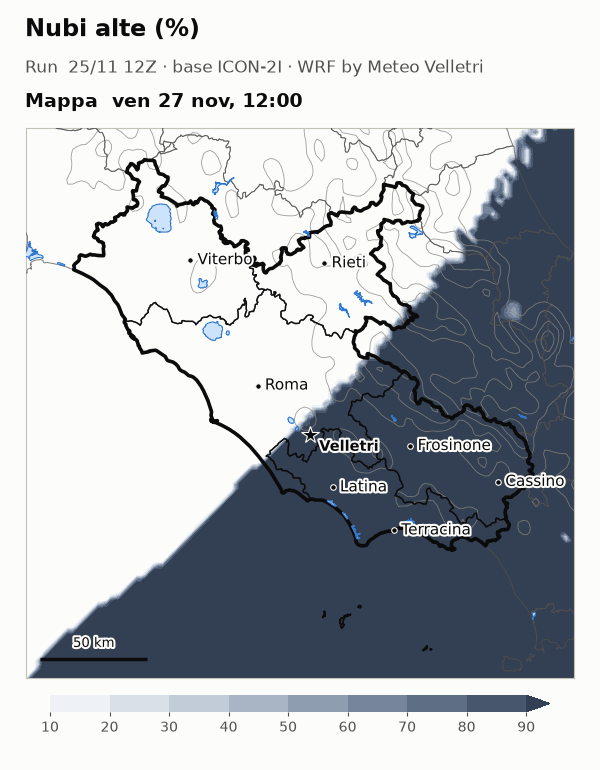 Nubi alte (%)
Run 25/11 12Z · base ICON-2I · WRF by Meteo Velletri
Mappa ven 27 nov, 12:00
Viterbo
Rieti
Roma
Velletri
Frosinone
Cassino
Latina
Terracina
50 km
10 20 30 40 50 60 70 80 90